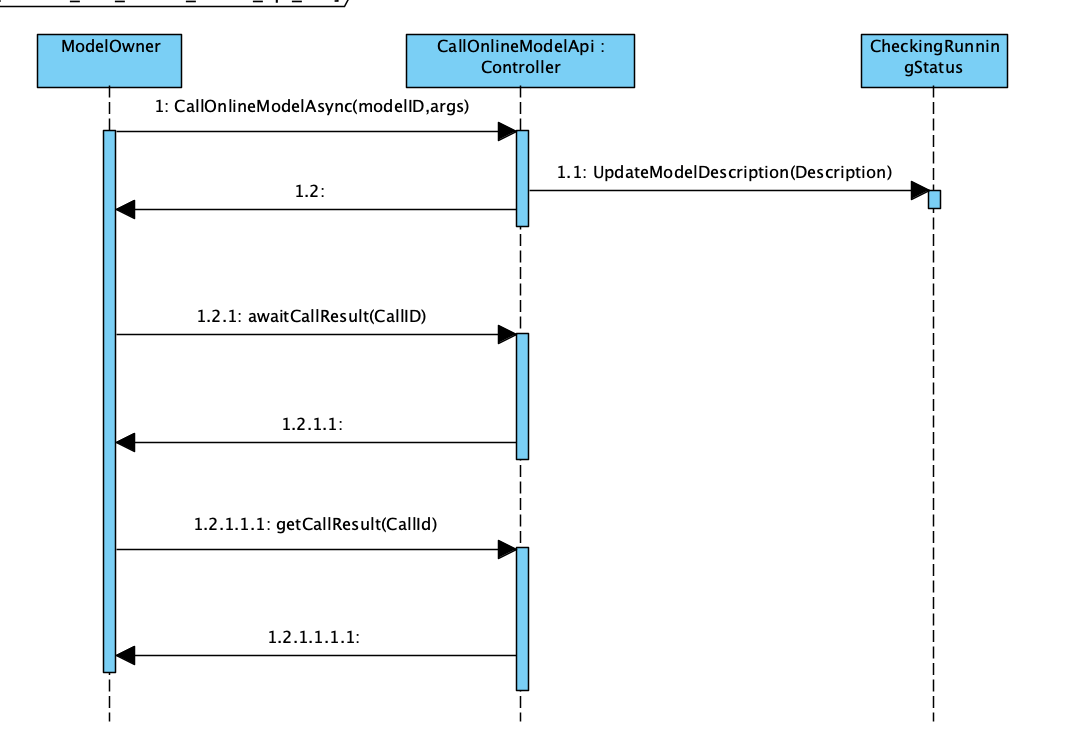 ModelOwner
CallOnlineModelApi :
Controller
CheckingRunnin
gStatus
1: CallOnlineModelAsync(modelID,args)
1.1: UpdateModelDescription(Description)
1.2:
1.2.1: awaitCallResult(CallID)
1.2.1.1:
1.2.1.1.1: getCallResult(CallId)
1.2.1.1.1.1: